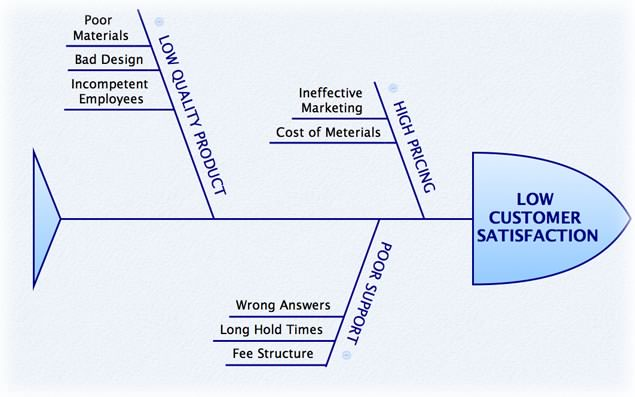 Poor
Materials
Bad Design
Incompetent
Employees
LOW QUALITY PRODUCT
Ineffective
Marketing
Cost of Meterials
HIGH PRICING
LOW
CUSTOMER
SATISFACTION
POOR SUPPORT
Wrong Answers
Long Hold Times
Fee Structure